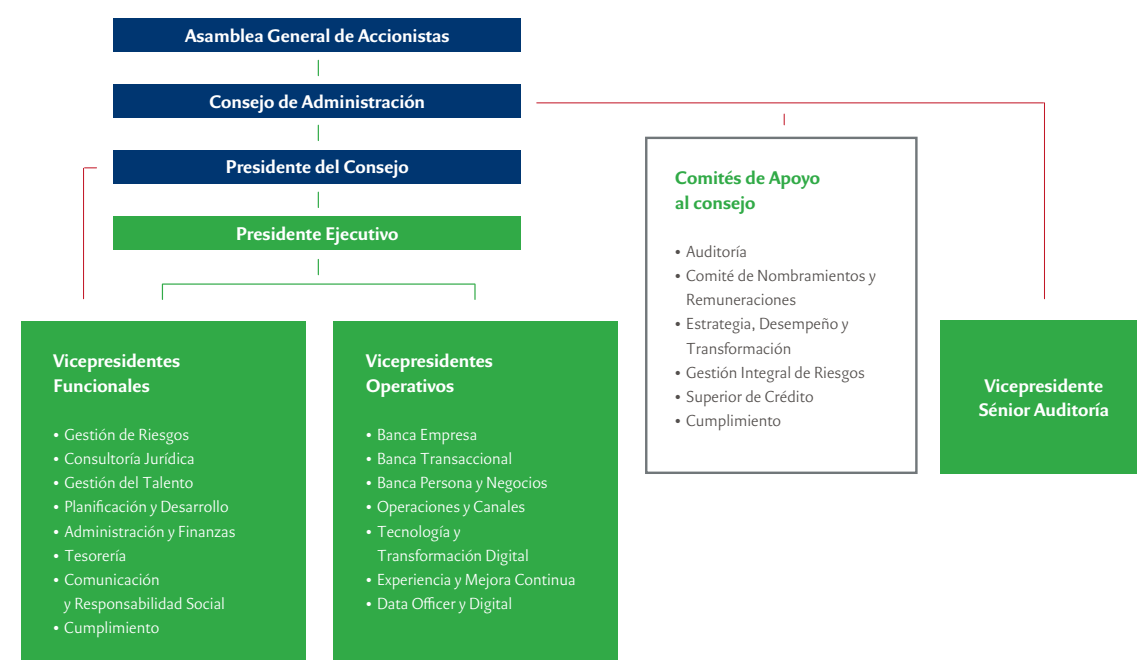 Asamblea General de Accionistas
Consejo de Administración
Presidente del Consejo
Presidente Ejecutivo
Vicepresidentes
Funcionales
• Gestión de Riesgos
• Consultoría Jurídica
• Gestión del Talento
• Planificación y Desarrollo
• Administración y Finanzas
• Tesorería
• Comunicación
y Responsabilidad Social
• Cumplimiento
Vicepresidentes
Operativos
• Banca Empresa
• Banca Transaccional
• Banca Persona y Negocios
• Operaciones y Canales
• Tecnología y
Transformación Digital
• Experiencia y Mejora Continua
• Data Officer y Digital
Comités de Apoyo
al consejo
• Auditoría
• Comité de Nombramientos y
Remuneraciones
• Estrategia, Desempeño y
Transformación
• Gestión Integral de Riesgos
• Superior de Crédito
• Cumplimiento
Vicepresidente
Sénior Auditoría